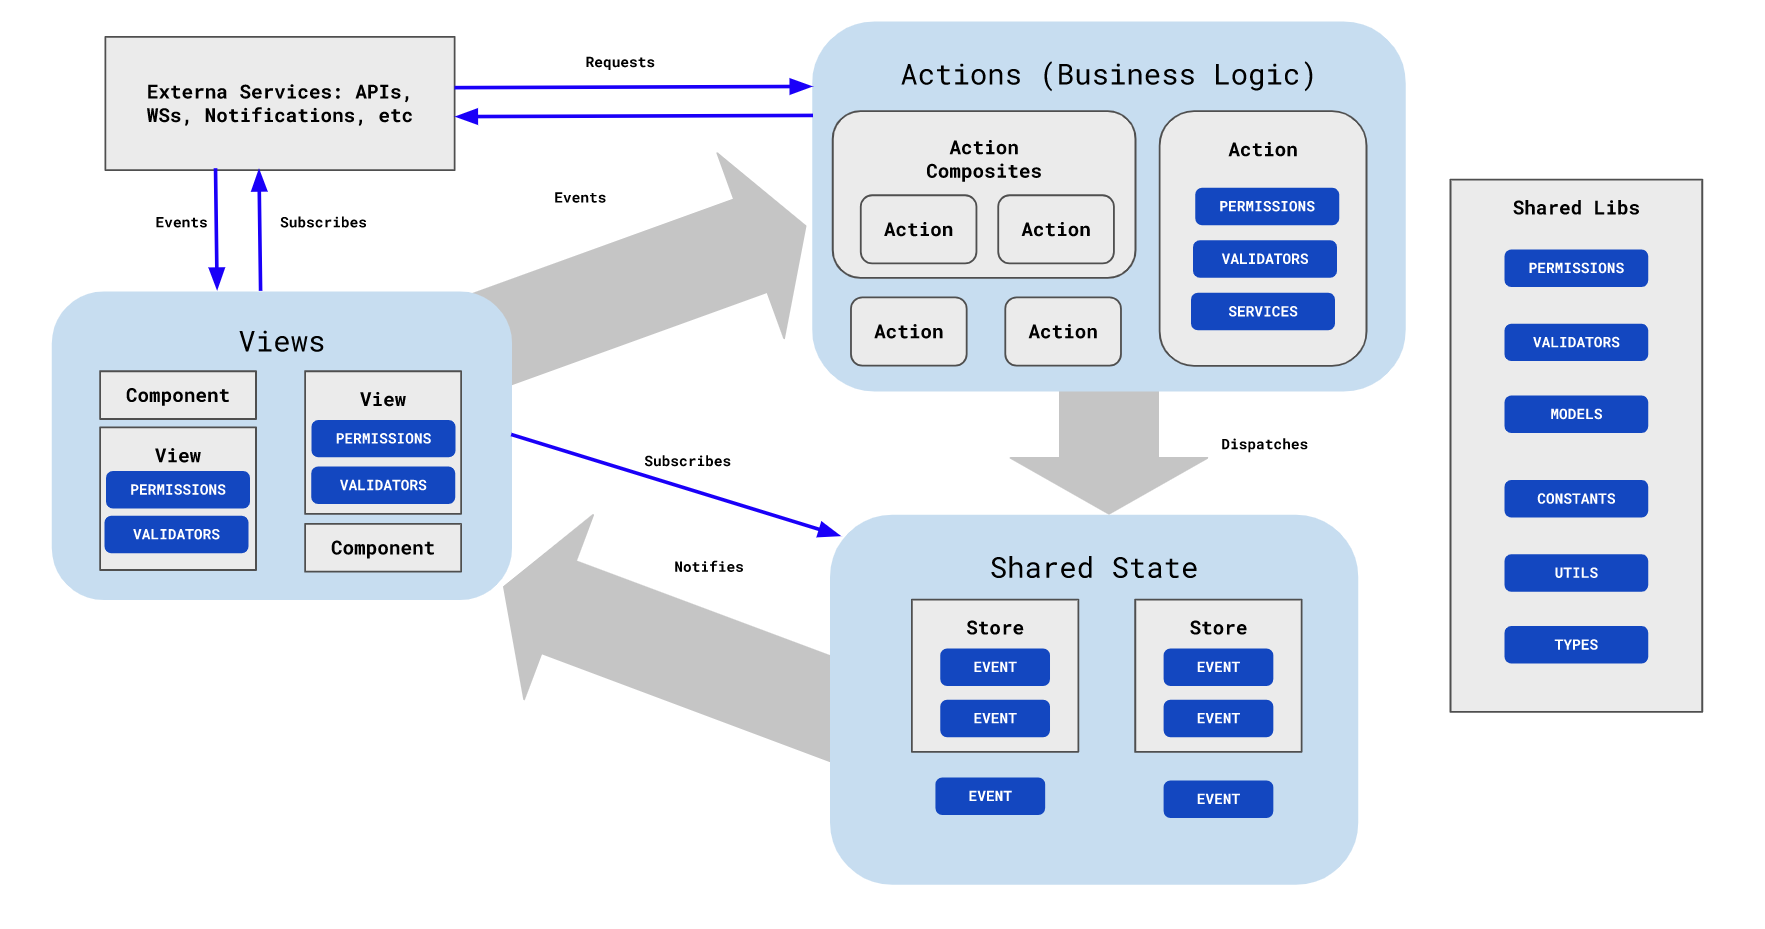 Externa Services: APIs,
WSs, Notifications, etc
Requests
Events
Subscribes
Events
Actions (Business Logic)
Action
Composites
Action
Action
Action
Action
Action
PERMISSIONS
VALIDATORS
SERVICES
Views
Component
View
PERMISSIONS
VALIDATORS
View
PERMISSIONS
VALIDATORS
Component
Subscribes
Dispatches
Notifies
Shared State
Store
EVENT
EVENT
Store
EVENT
EVENT
EVENT
EVENT
Shared Libs
PERMISSIONS
VALIDATORS
MODELS
CONSTANTS
UTILS
TYPES